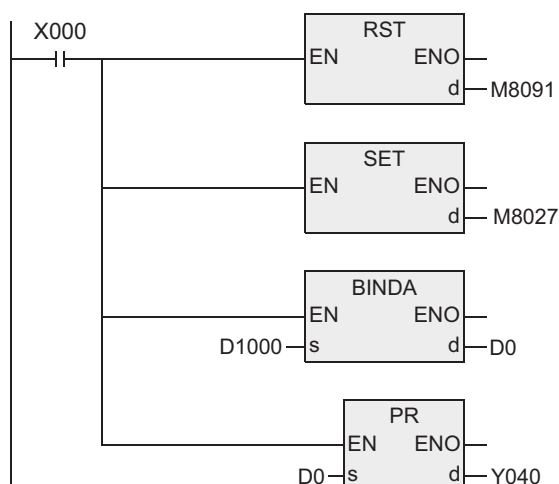 X000
RST
EN ENO
d M8091
SET
EN ENO
d M8027
BINDA
EN ENO
D1000 s d D0
PR
EN ENO
D0 s d Y040